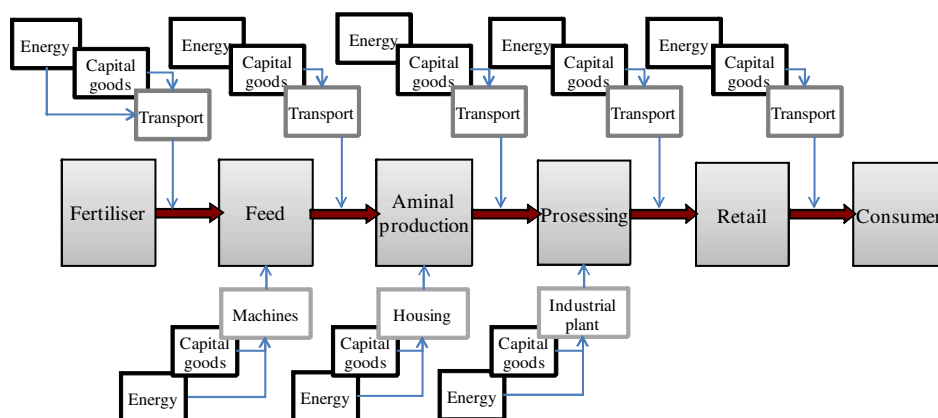 Energy
Capital
goods
Transport
Energy
Capital
goods
Transport
Energy
Capital
goods
Transport
Energy
Capital
goods
Transport
Energy
Capital
goods
Transport
Fertiliser
Feed
Aminal
production
Prosessing
Retail
Consumer
Machines
Capital
goods
Energy
Housing
Capital
goods
Energy
Industrial
plant
Capital
goods
Energy